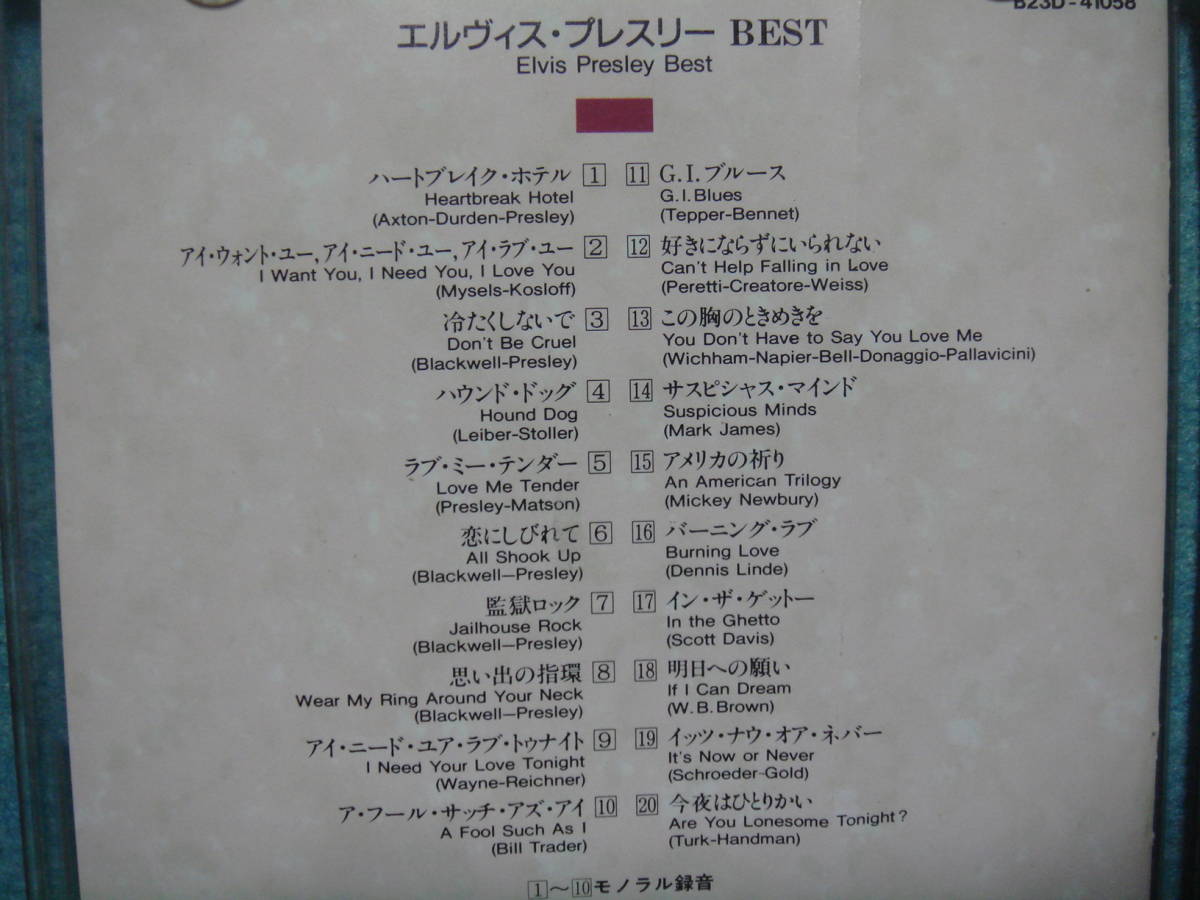 B23D-41058
エルヴィス・プレスリー BEST
Elvis Presley Best
ハートブレイク・ホテル 1
Heartbreak Hotel
(Axton-Durden-Presley)
アイ・ウォント・ユー, アイ・ニード・ユー, アイ・ラブ・ユー 2
I Want You, I Need You, I Love You
(Mysels-Kosloff)
冷たくしないで 3
Don't Be Cruel
(Blackwell-Presley)
ハウンド・ドッグ 4
Hound Dog
(Leiber-Stoller)
ラブ・ミー・テンダー 5
Love Me Tender
(Presley-Matson)
恋にしびれて 6
All Shook Up
(Blackwell-Presley)
監獄ロック 7
Jailhouse Rock
(Blackwell-Presley)
思い出の指環 8
Wear My Ring Around Your Neck
(Blackwell-Presley)
アイ・ニード・ユア・ラブ・トゥナイト 9
I Need Your Love Tonight
(Wayne-Reichner)
ア・フール・サッチ・アズ・アイ 10
A Fool Such As I
(Bill Trader)
11 G.I.ブルース
G.I.Blues
(Tepper-Bennet)
12 好きにならずにいられない
Can't Help Falling in Love
(Peretti-Creatore-Weiss)
13 この胸のときめきを
You Don't Have to Say You Love Me
(Wichham-Napier-Bell-Donaggio-Pallavicini)
14 サスピシャス・マインド
Suspicious Minds
(Mark James)
15 アメリカの祈り
An American Trilogy
(Mickey Newbury)
16 バーニング・ラブ
Burning Love
(Dennis Linde)
17 イン・ザ・ゲットー
In the Ghetto
(Scott Davis)
18 明日への願い
If I Can Dream
(W.B.Brown)
19 イッツ・ナウ・オア・ネバー
It's Now or Never
(Schroeder-Gold)
20 今夜はひとりかい
Are You Lonesome Tonight?
(Turk-Handman)
1～10モノラル録音